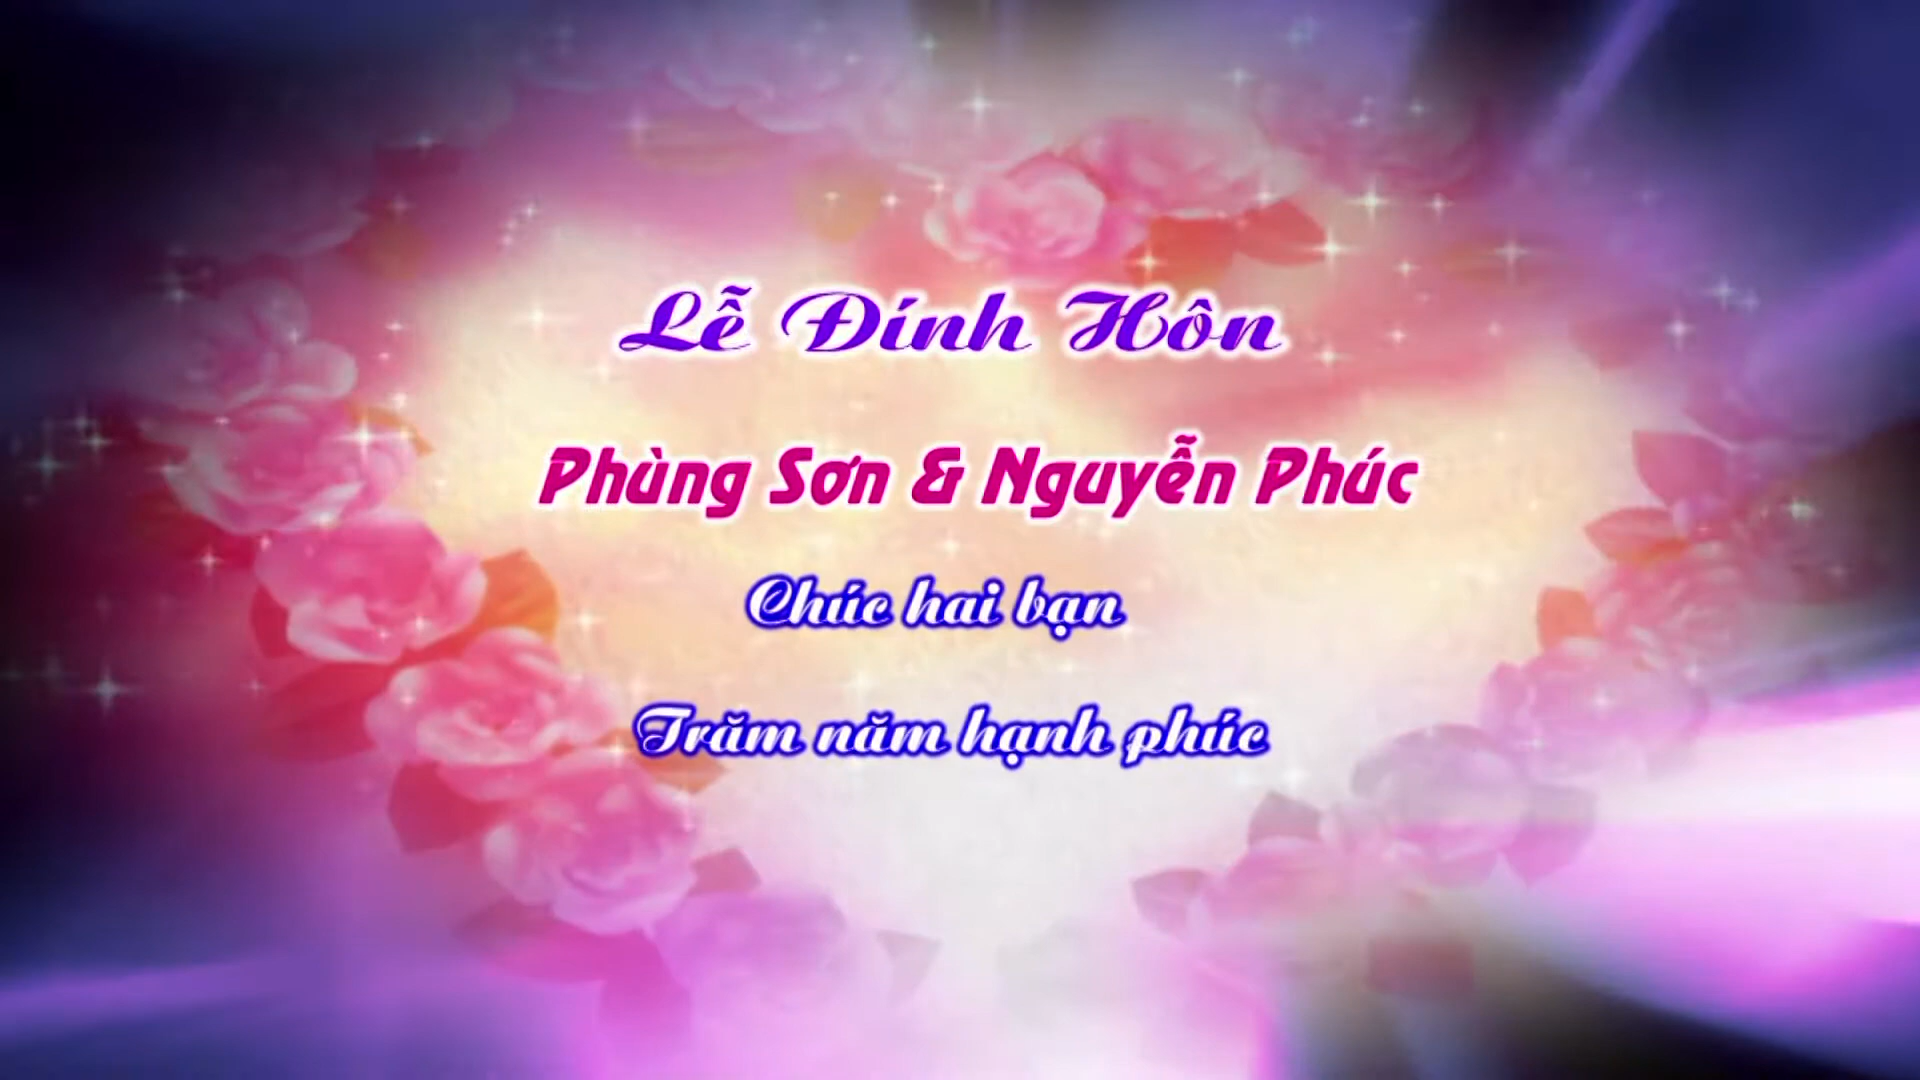 Lễ Đính Hôn
Phùng Sơn & Nguyễn Phúc
Chúc hai bạn
Trăm năm hạnh phúc